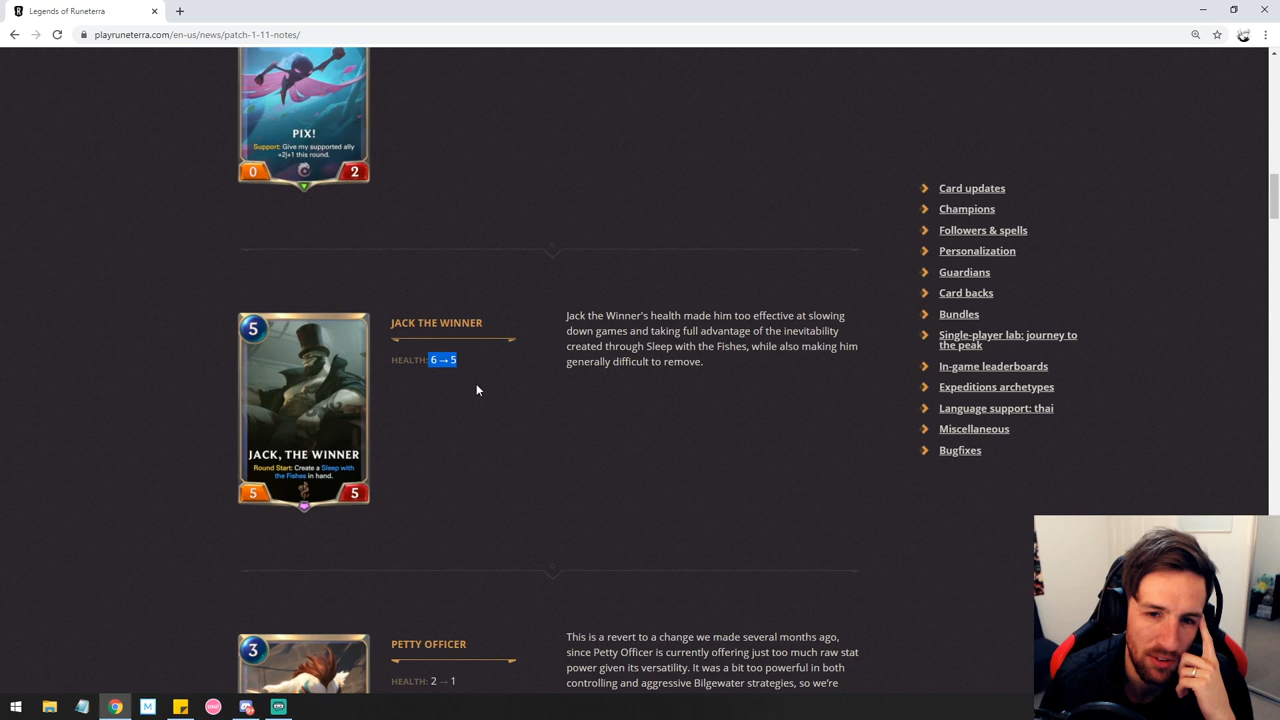 Legends of Runeterra
playruneterra.com/en-us/news/patch-1-11-notes/
PIX!
Support: Give my supported ally
+2|+1 this round.
0
2
Card updates
Champions
Followers & spells
Personalization
Guardians
Card backs
Bundles
Single-player lab: journey to
the peak
In-game leaderboards
Expeditions archetypes
Language support: thai
Miscellaneous
Bugfixes
5
JACK, THE WINNER
Round Start: Create a Sleep with
the Fishes in hand.
5
5
JACK THE WINNER
HEALTH: 6 → 5
Jack the Winner's health made him too effective at slowing
down games and taking full advantage of the inevitability
created through Sleep with the Fishes, while also making him
generally difficult to remove.
3
PETTY OFFICER
HEALTH: 2 → 1
This is a revert to a change we made several months ago,
since Petty Officer is currently offering just too much raw stat
power given its versatility. It was a bit too powerful in both
controlling and aggressive Bilgewater strategies, so we're
M